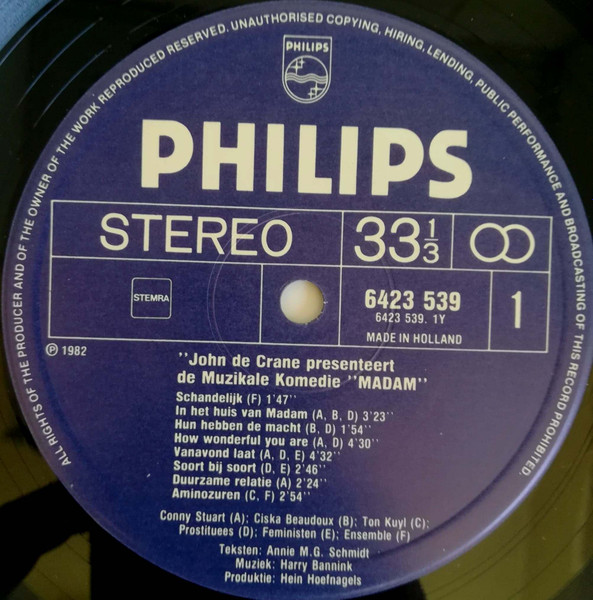 ALL RIGHTS OF THE PRODUCER AND OF THE OWNER OF THE WORK REPRODUCED RESERVED. UNAUTHORISED COPYING, HIRING, LENDING, PUBLIC PERFORMANCE AND BROADCASTING OF THIS RECORD PROHIBITED.
PHILIPS
PHILIPS
STEREO
33 1/3
STEMRA
6423 539
6423 539. 1Y
MADE IN HOLLAND
1
℗ 1982
''John de Crane presenteert
de Muzikale Komedie ''MADAM''
Schandelijk (F) 1'47''
In het huis van Madam (A, B, D) 3'23''
Hun hebben de macht (B, D) 1'54''
How wonderful you are (A, D) 4'30''
Vanavond laat (A, D, E) 4'32''
Soort bij soort (D, E) 2'46''
Duurzame relatie (A) 2'24''
Aminozuren (C, F) 2'54''
Conny Stuart (A); Ciska Beaudoux (B); Ton Kuyl (C);
Prostituees (D); Feministen (E); Ensemble (F)
Teksten: Annie M.G. Schmidt
Muziek: Harry Bannink
Produktie: Hein Hoefnagels